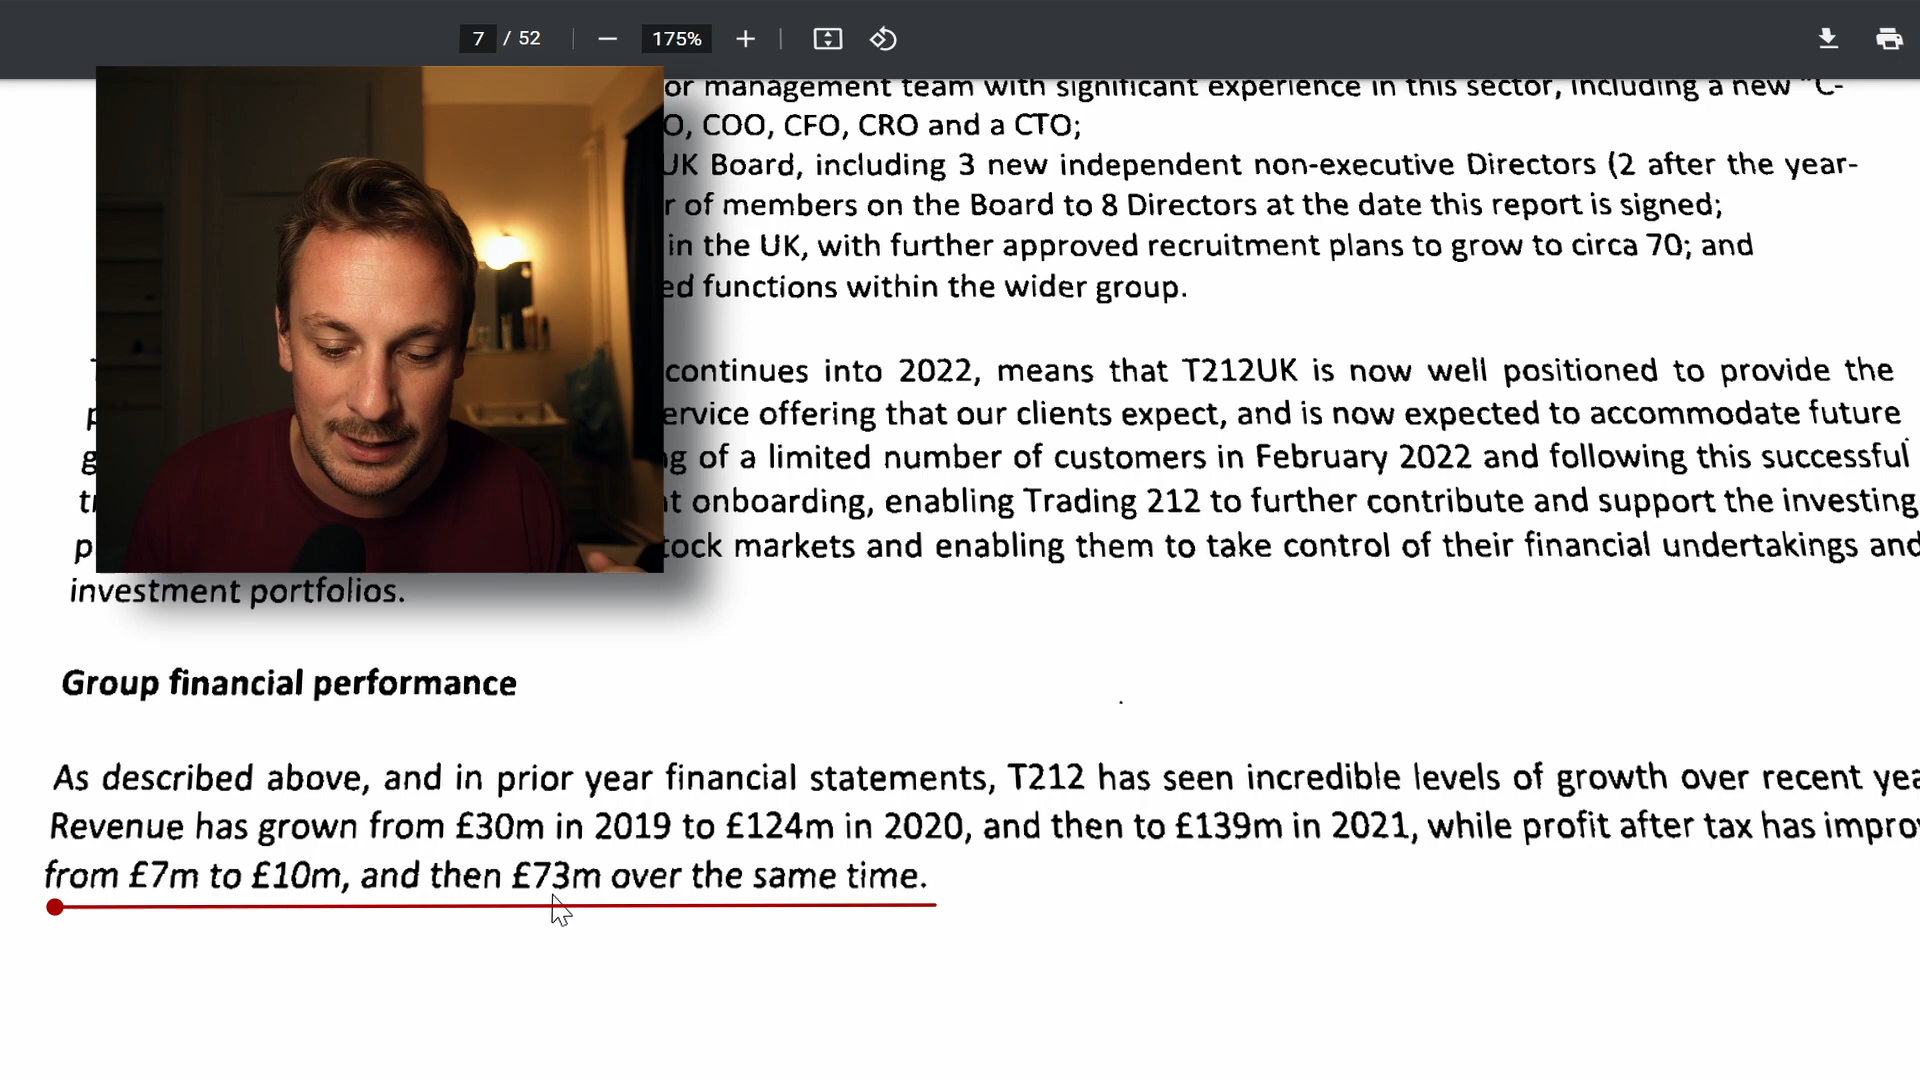 7 / 52 175%
or management team with significant experience in this sector, including a new "C-
O, COO, CFO, CRO and a CTO;
UK Board, including 3 new independent non-executive Directors (2 after the year-
r of members on the Board to 8 Directors at the date this report is signed;
in the UK, with further approved recruitment plans to grow to circa 70; and
ed functions within the wider group.
continues into 2022, means that T212UK is now well positioned to provide the
p ervice offering that our clients expect, and is now expected to accommodate future
g ng of a limited number of customers in February 2022 and following this successful
tr nt onboarding, enabling Trading 212 to further contribute and support the investing
p tock markets and enabling them to take control of their financial undertakings and
investment portfolios.
Group financial performance
As described above, and in prior year financial statements, T212 has seen incredible levels of growth over recent yea
Revenue has grown from £30m in 2019 to £124m in 2020, and then to £139m in 2021, while profit after tax has impro
from £7m to £10m, and then £73m over the same time.